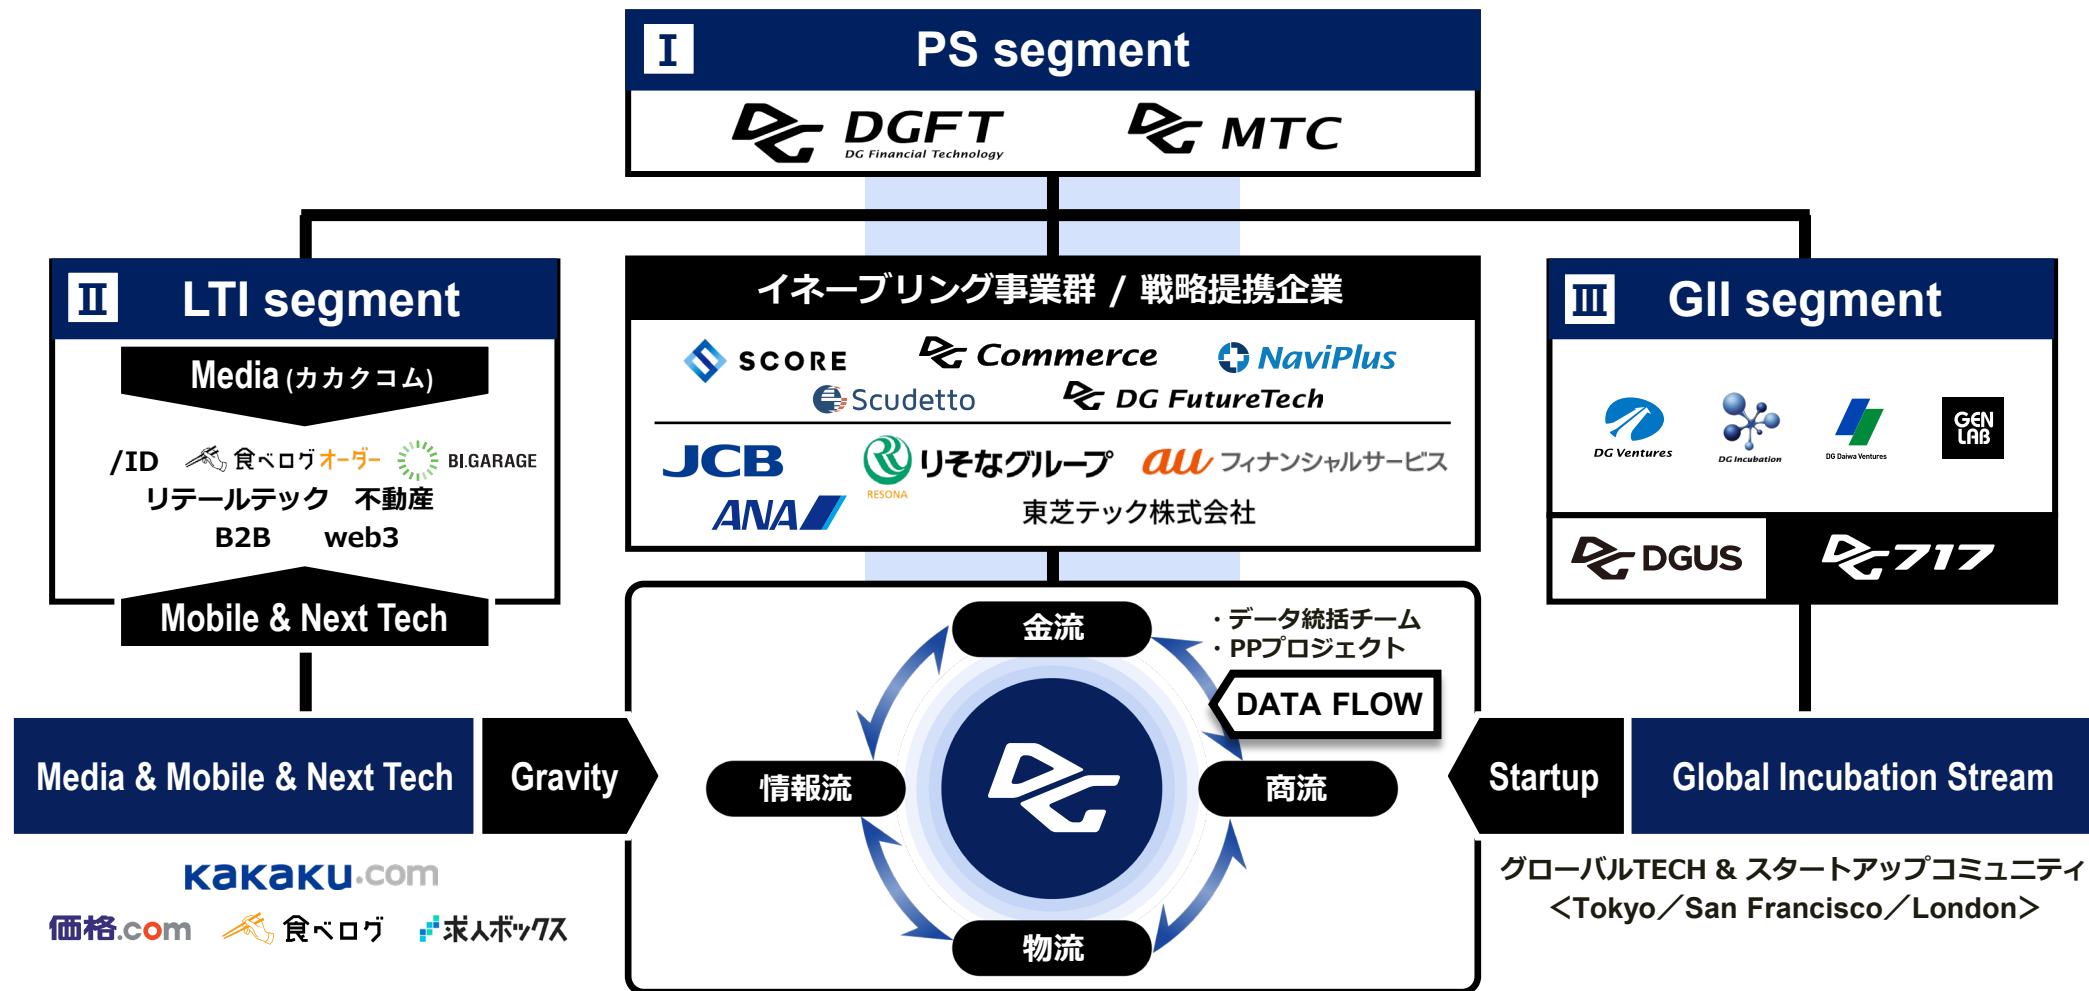 I PS segment
DG DGFT
DG Financial Technology
DG MTC
II LTI segment
Media (カカクコム)
/ID 食べログオーダー BI.GARAGE
リテールテック 不動産
B2B web3
Mobile & Next Tech
イネーブリング事業群 / 戦略提携企業
SCORE DG Commerce NaviPlus
Scudetto DG DG FutureTech
JCB RESONA りそなグループ au フィナンシャルサービス
ANA 東芝テック株式会社
III GII segment
DG Ventures DG Incubation DG Daiwa Ventures GEN LAB
DG DGUS DG 717
金流
・データ統括チーム
・PPプロジェクト
DATA FLOW
情報流 DG 商流
物流
Media & Mobile & Next Tech Gravity
Startup Global Incubation Stream
kakaku.com
価格.com 食べログ 求人ボックス
グローバルTECH & スタートアップコミュニティ
＜Tokyo／San Francisco／London＞